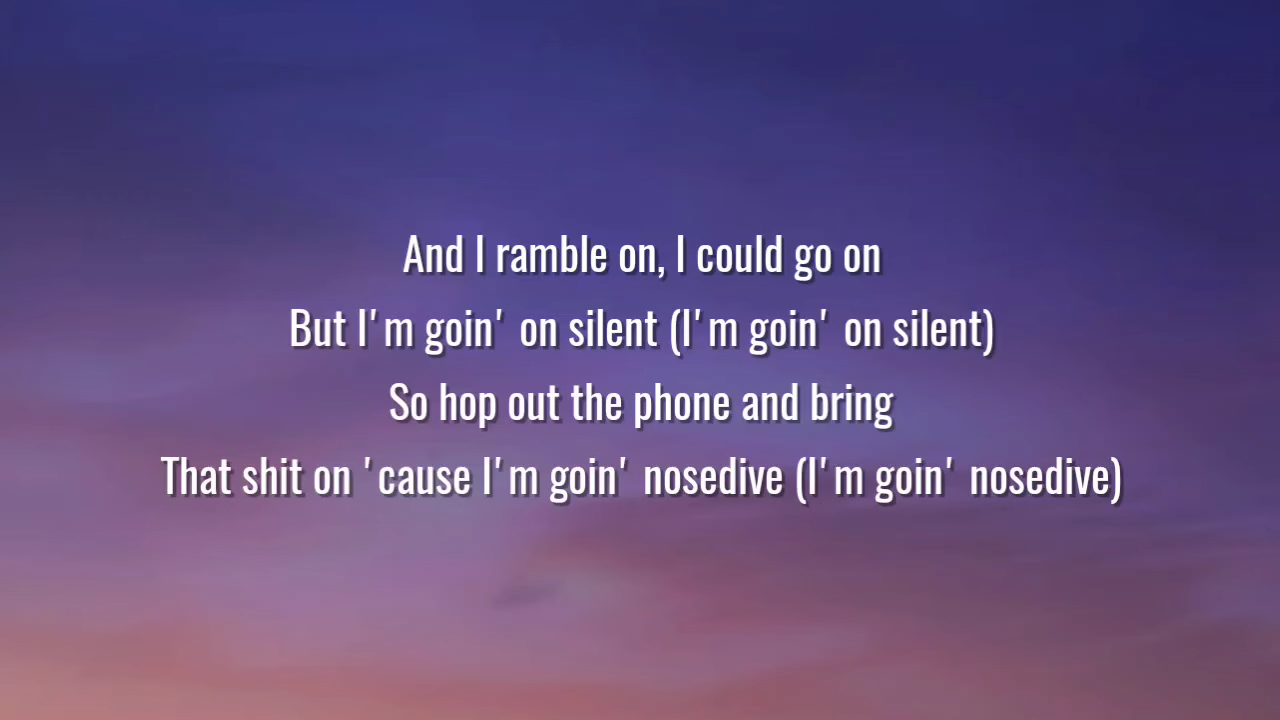 And I ramble on, I could go on
But I'm goin' on silent (I'm goin' on silent)
So hop out the phone and bring
That shit on 'cause I'm goin' nosedive (I'm goin' nosedive)